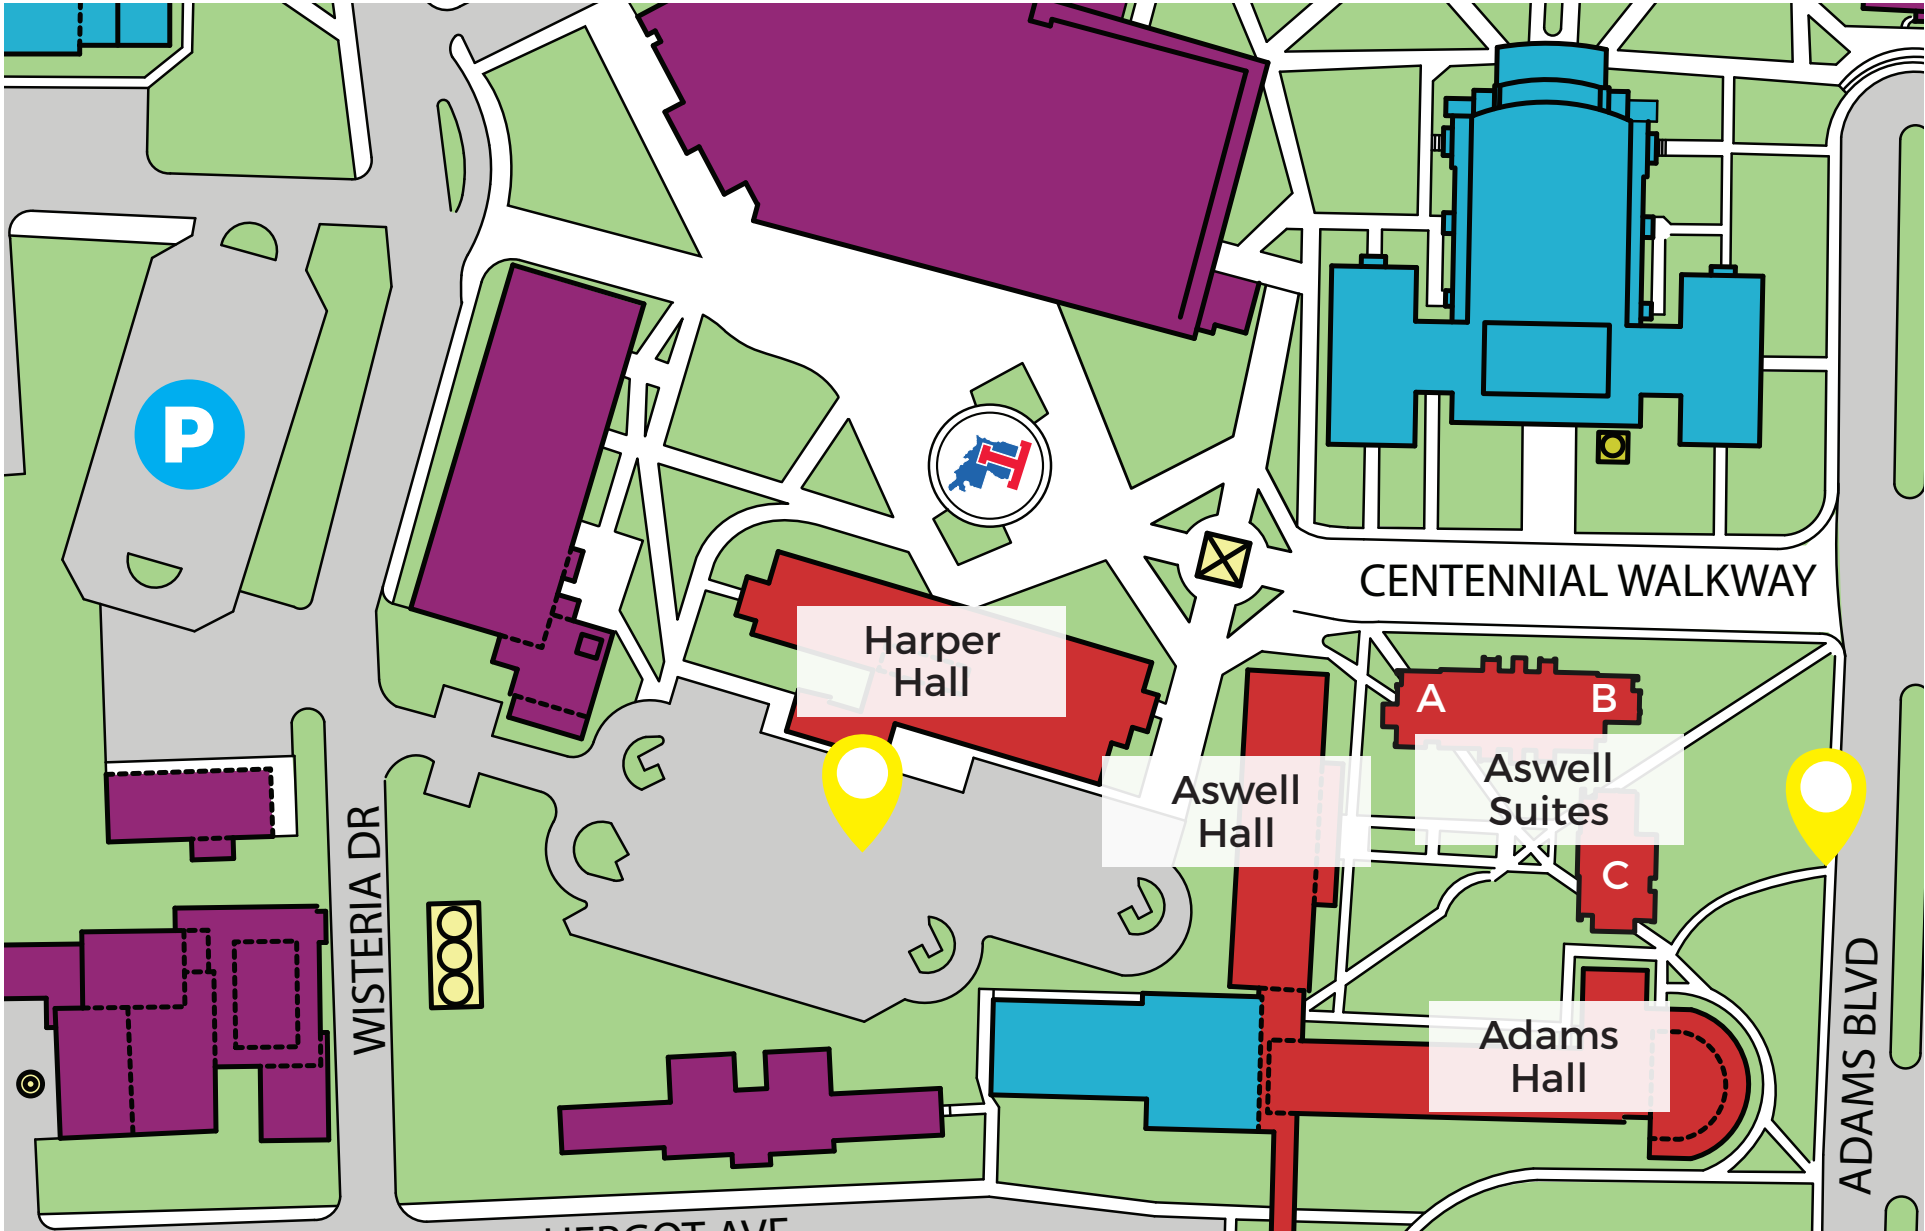 P
CENTENNIAL WALKWAY
Harper
Hall
A
B
Aswell
Suites
Aswell
Hall
C
WISTERIA DR
Adams
Hall
ADAMS BLVD